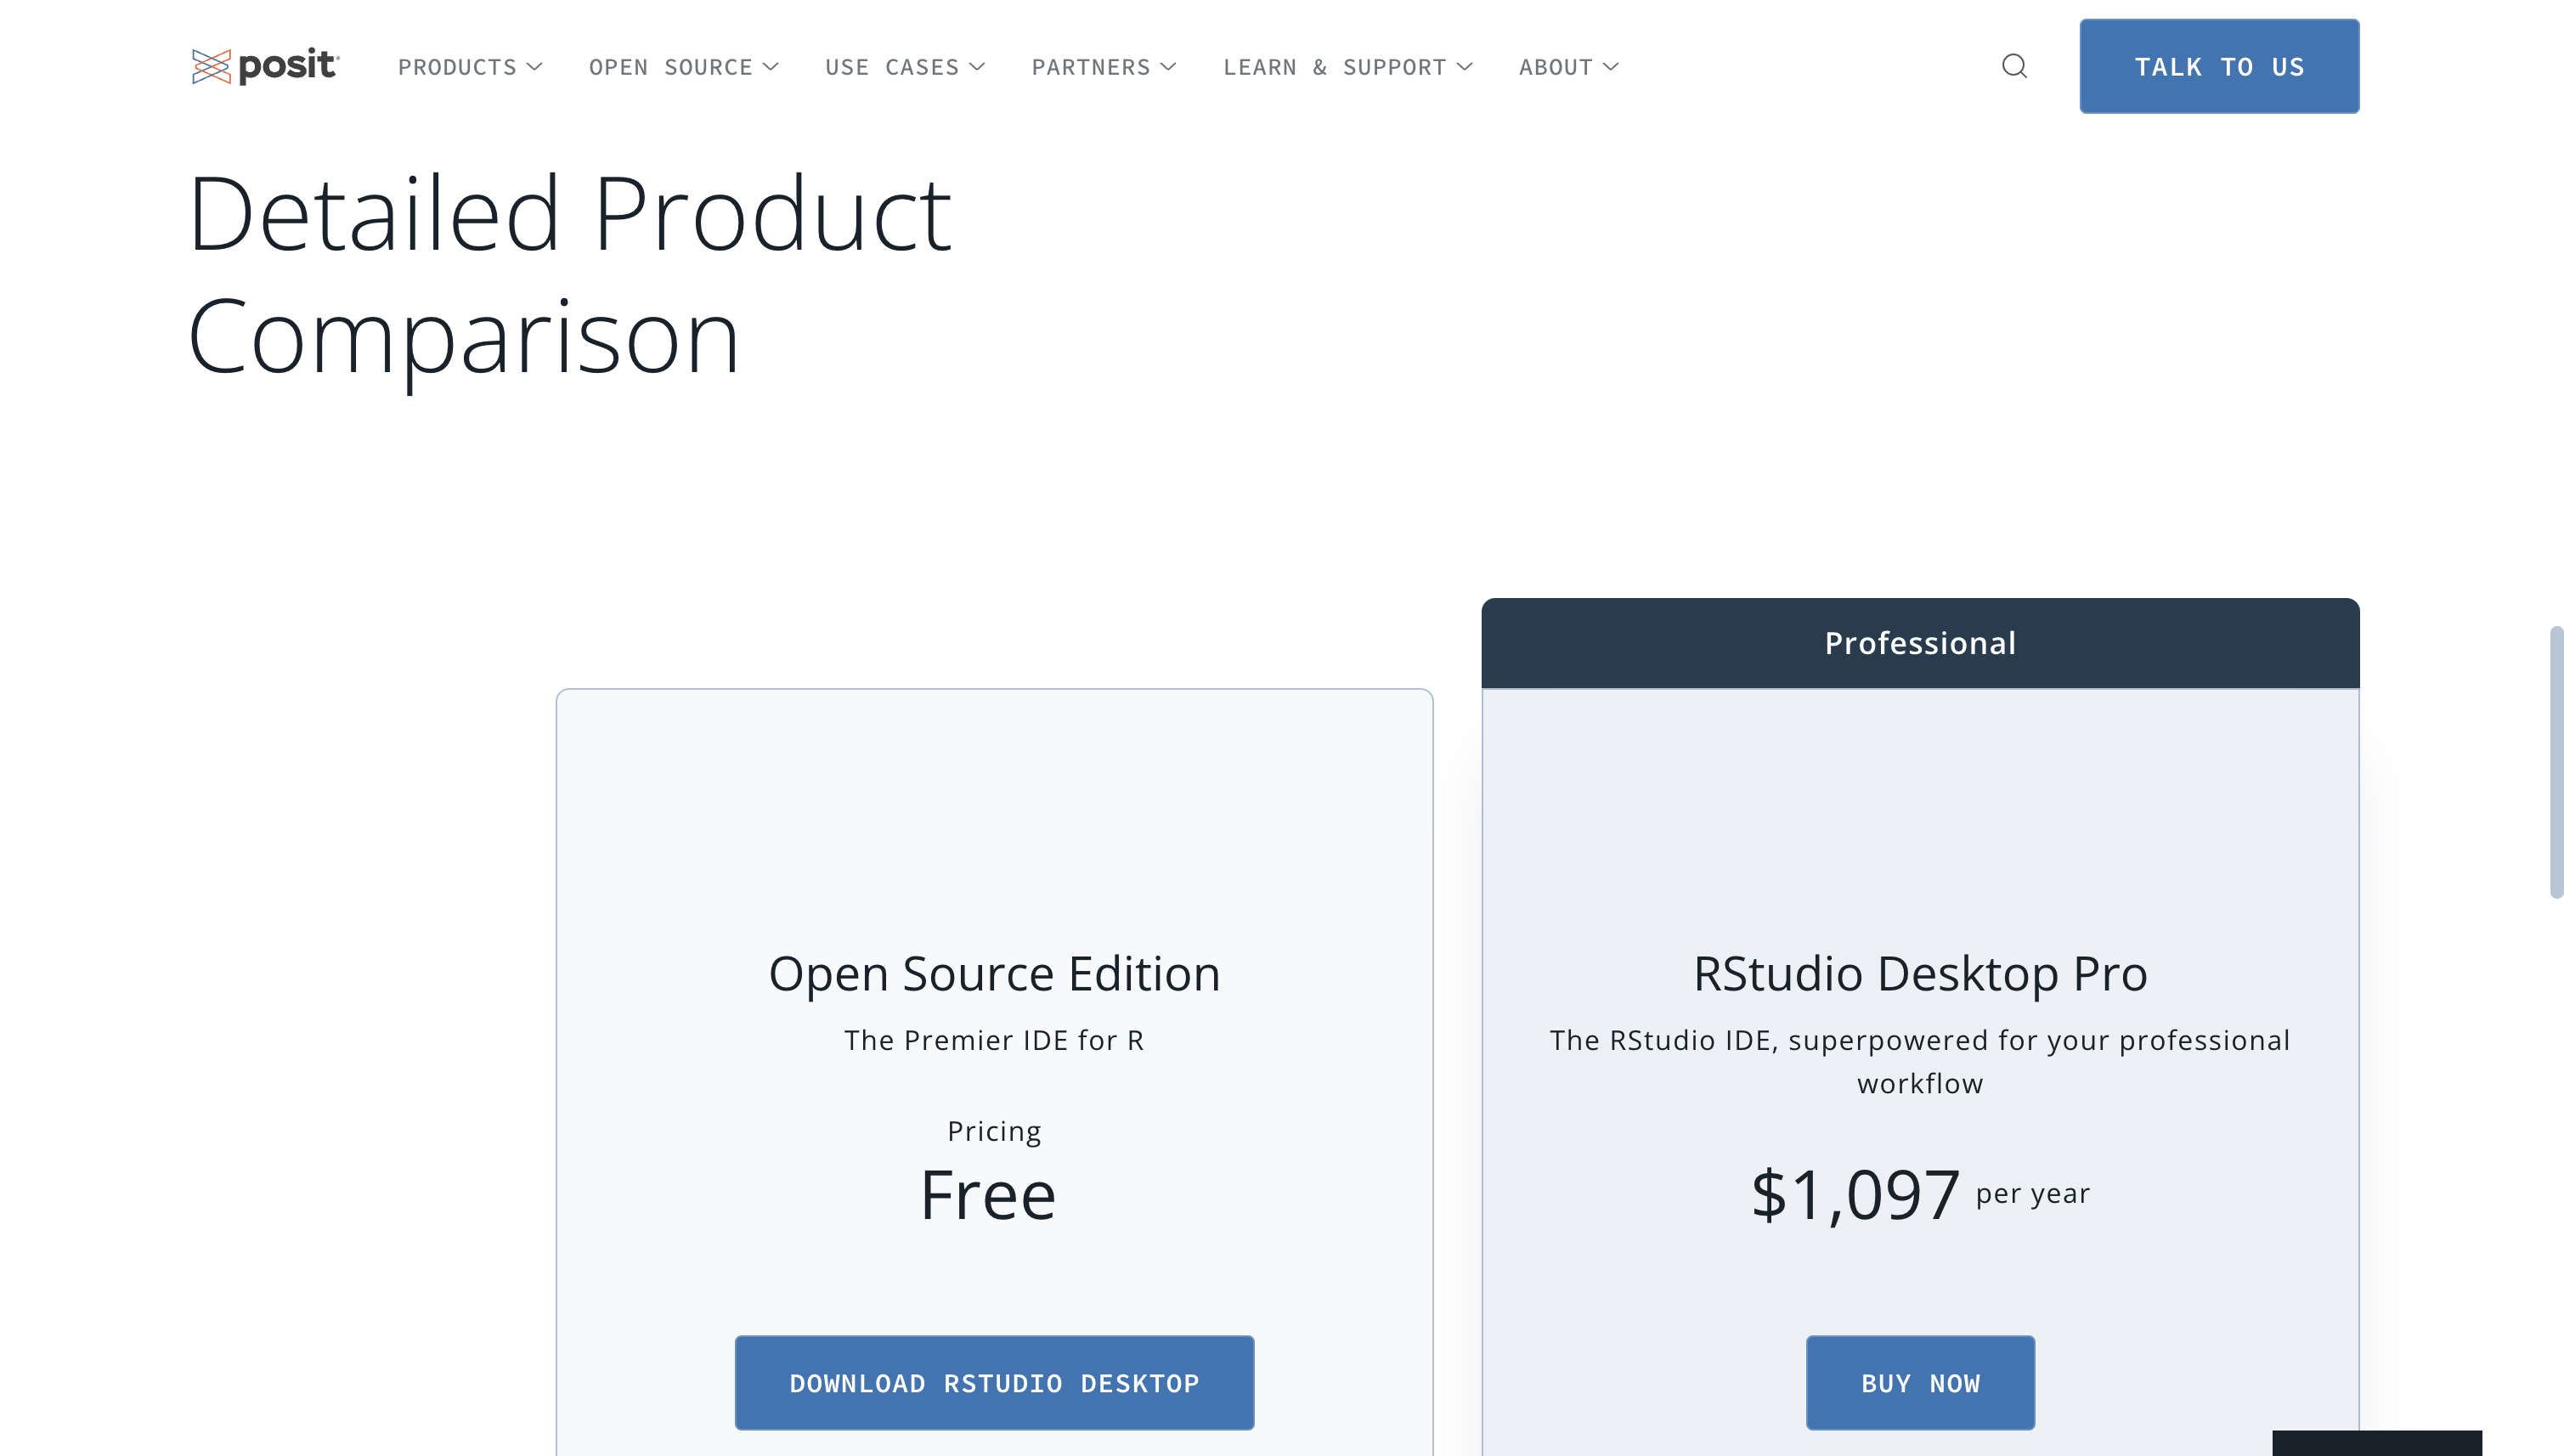 posit
PRODUCTS
OPEN SOURCE
USE CASES
PARTNERS
LEARN & SUPPORT
ABOUT
TALK TO US
Detailed Product
Comparison
Professional
Open Source Edition
The Premier IDE for R
Pricing
Free
DOWNLOAD RSTUDIO DESKTOP
RStudio Desktop Pro
The RStudio IDE, superpowered for your professional
workflow
$1,097 per year
BUY NOW